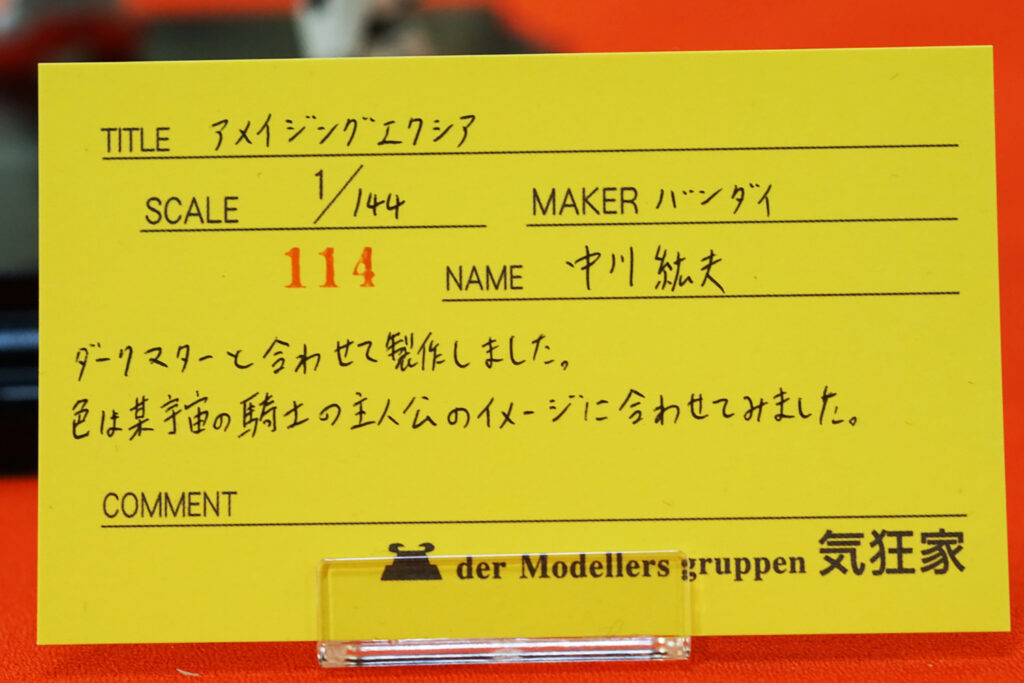 TITLE アメイジングエクシア
SCALE 1/144 MAKER バンダイ
114 NAME 中川 紘夫
ダークマターと合わせて製作しました。
色は某宇宙の騎士の主人公のイメージに合わせてみました。
COMMENT
der Modellers gruppen 気狂家